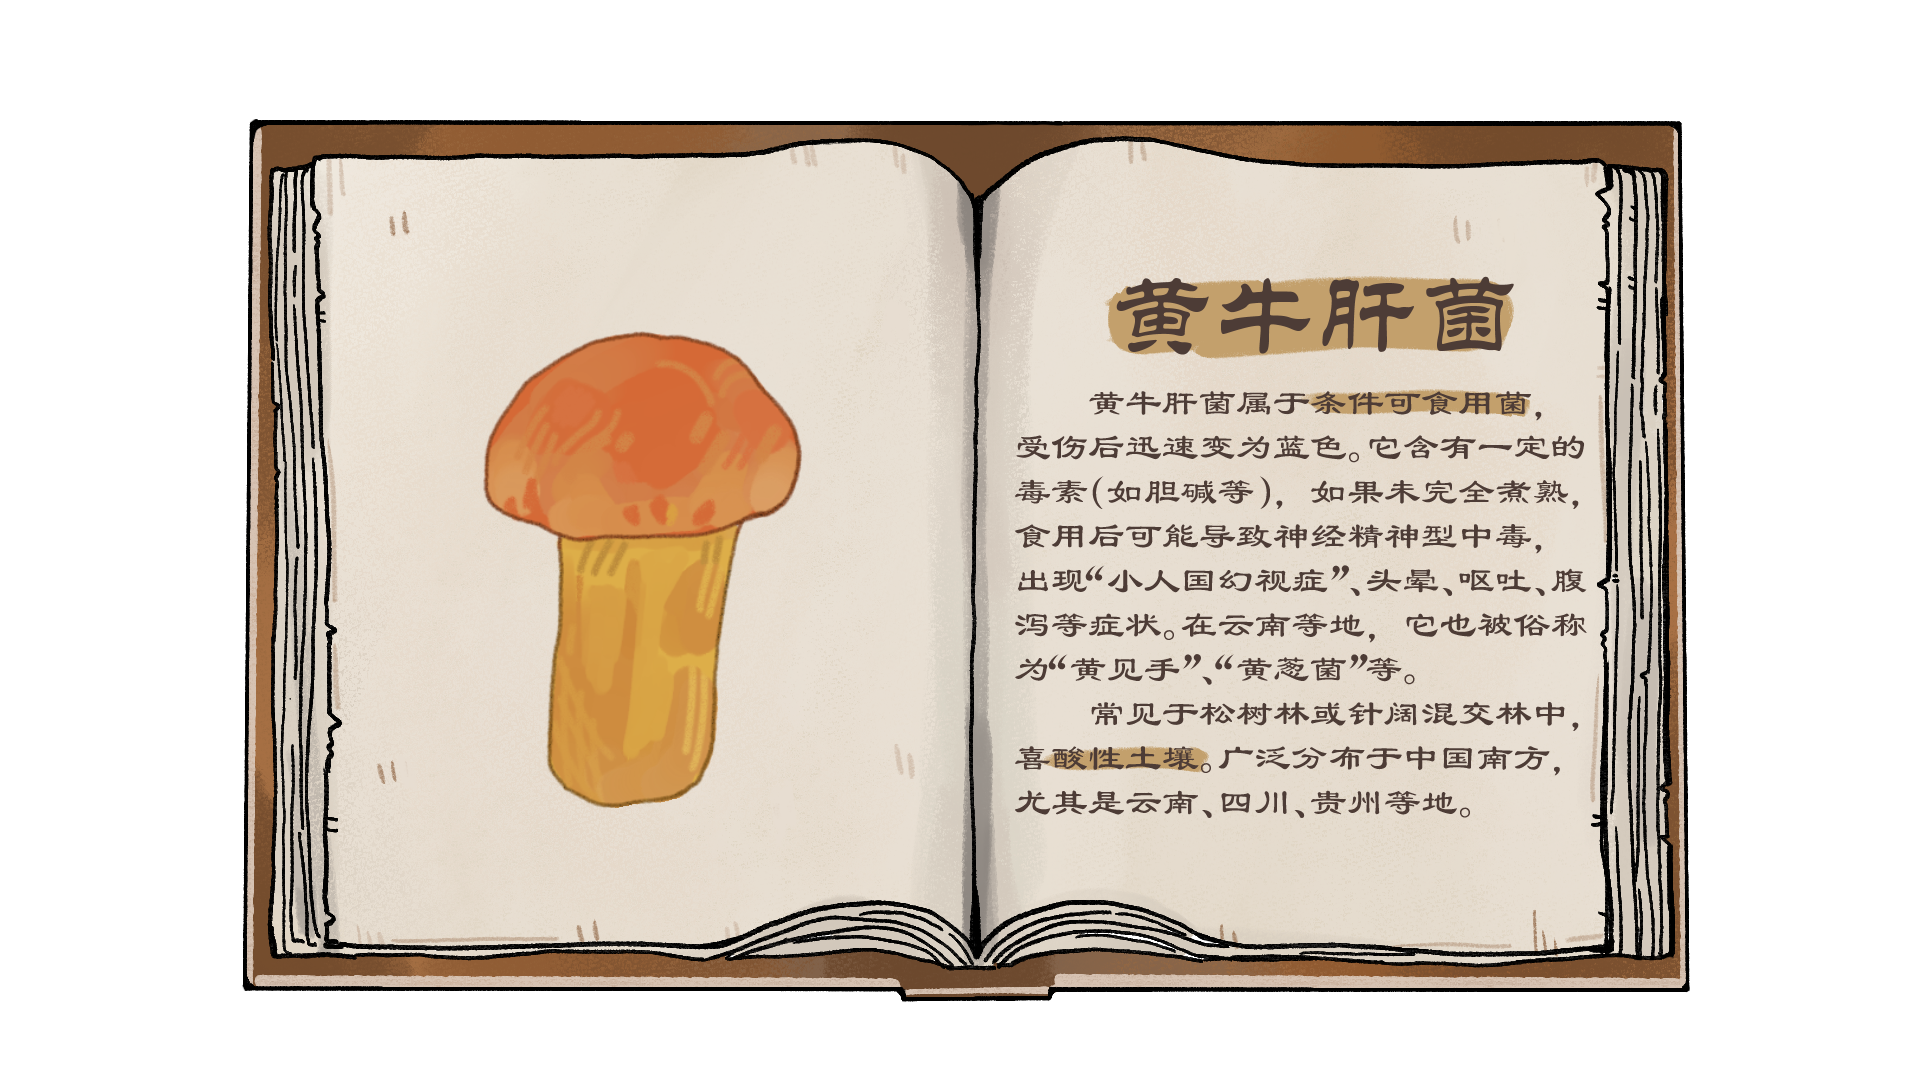 黄牛肝菌
黄牛肝菌属于条件可食用菌，
受伤后迅速变为蓝色。它含有一定的
毒素(如胆碱等)，如果未完全煮熟，
食用后可能导致神经精神型中毒，
出现“小人国幻视症”、头晕、呕吐、腹
泻等症状。在云南等地，它也被俗称
为“黄见手”、“黄葱菌”等。
常见于松树林或针阔混交林中，
喜酸性土壤。广泛分布于中国南方，
尤其是云南、四川、贵州等地。